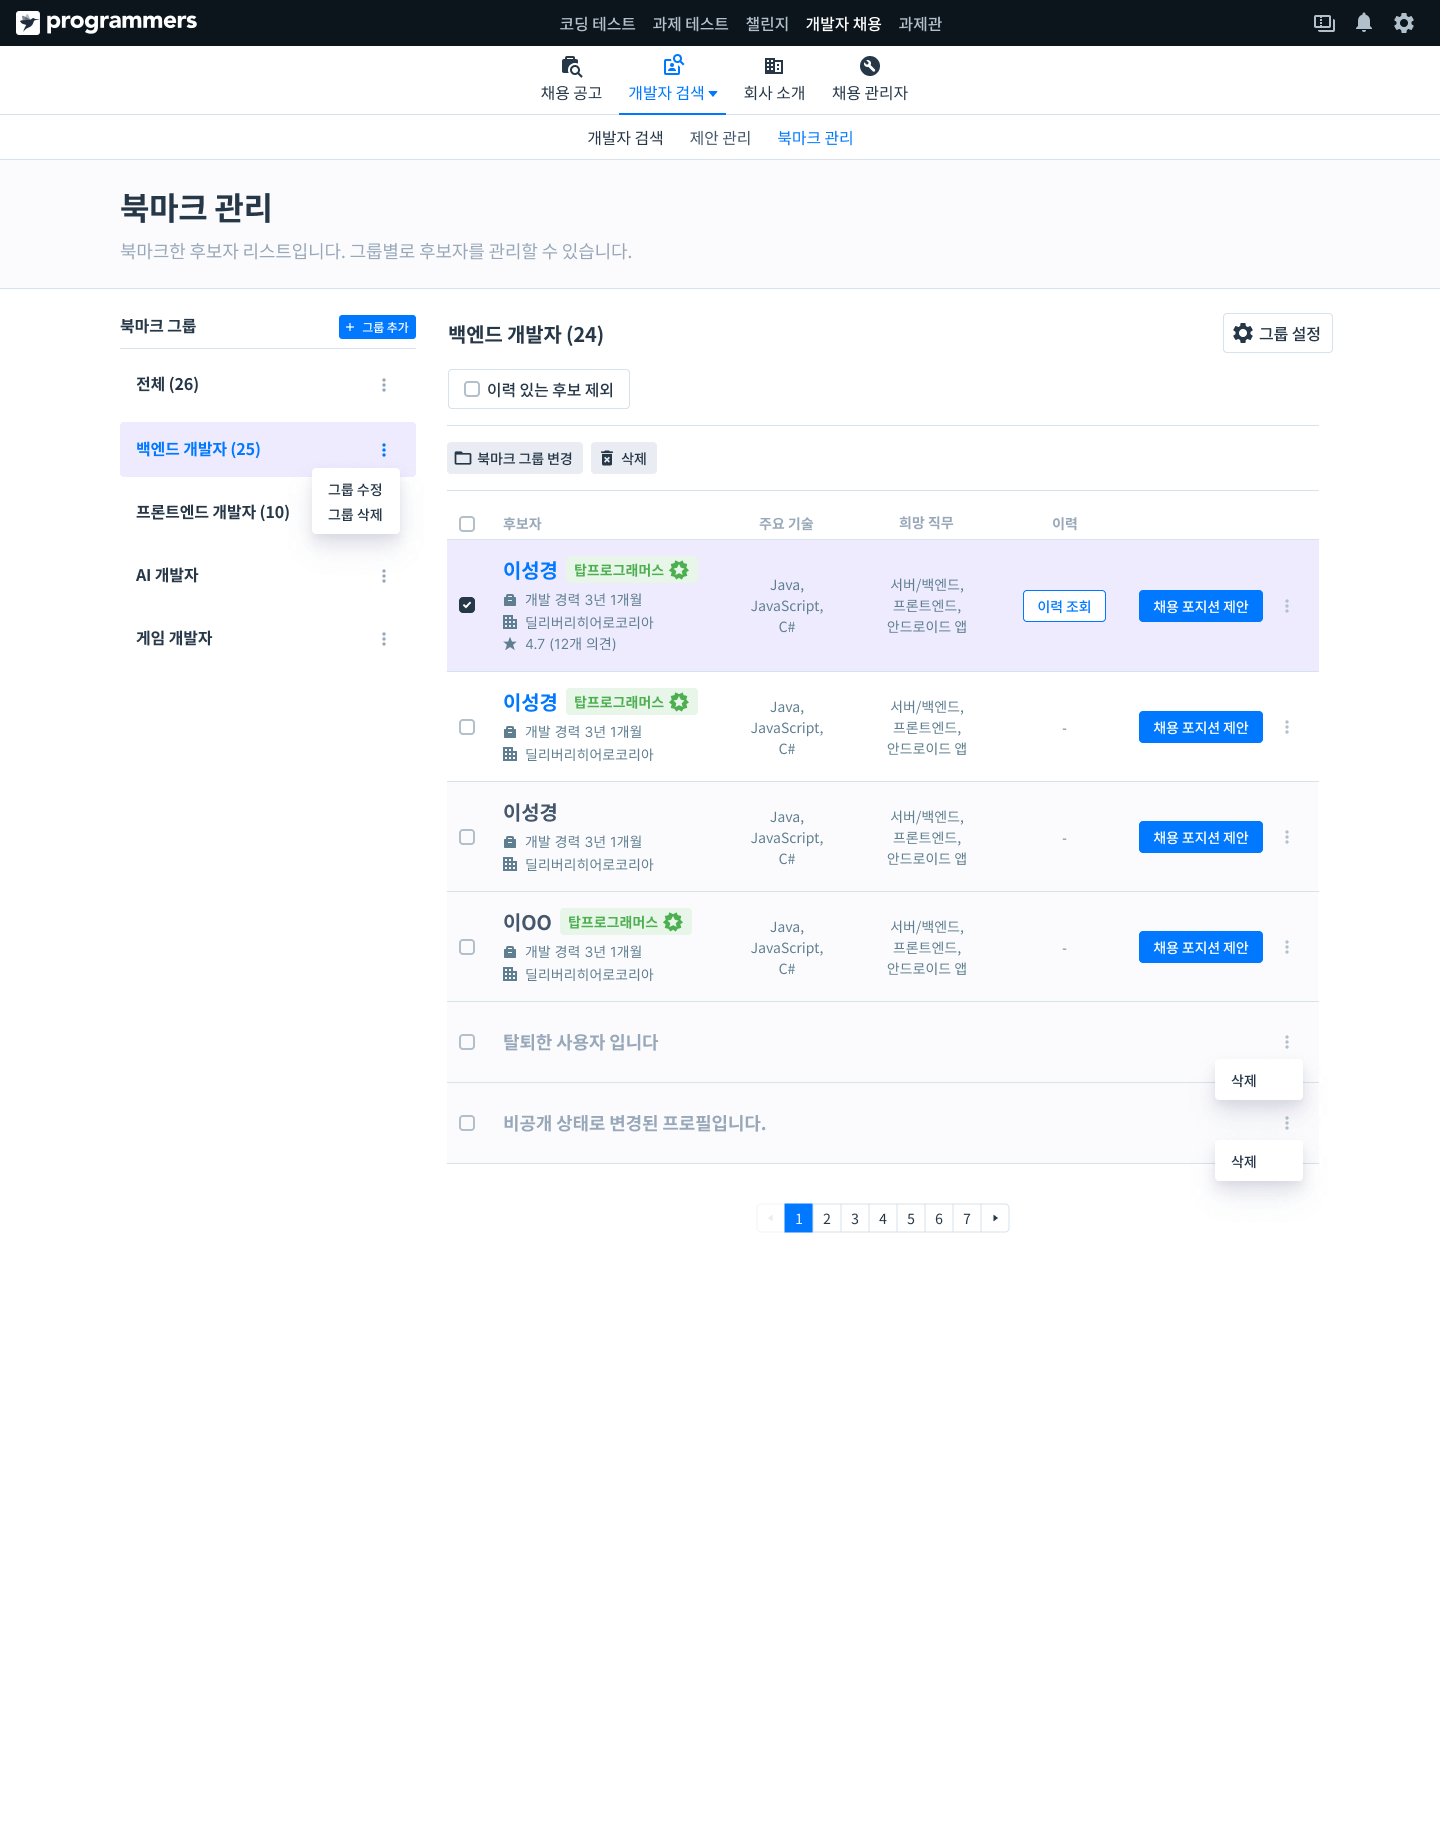 programmers
코딩 테스트 과제 테스트 챌린지 개발자 채용 과제관
채용 공고 개발자 검색 회사 소개 채용 관리자
개발자 검색 제안 관리 북마크 관리
북마크 관리
북마크한 후보자 리스트입니다. 그룹별로 후보자를 관리할 수 있습니다.
북마크 그룹
+ 그룹 추가
전체 (26)
백엔드 개발자 (25)
그룹 수정
그룹 삭제
프론트엔드 개발자 (10)
AI 개발자
게임 개발자
백엔드 개발자 (24)
그룹 설정
이력 있는 후보 제외
북마크 그룹 변경 삭제
후보자 주요 기술 희망 직무 이력
이성경 탑프로그래머스
개발 경력 3년 1개월
딜리버리히어로코리아
4.7 (12개 의견)
Java,
JavaScript,
C#
서버/백엔드,
프론트엔드,
안드로이드 앱
이력 조회
채용 포지션 제안
이성경 탑프로그래머스
개발 경력 3년 1개월
딜리버리히어로코리아
Java,
JavaScript,
C#
서버/백엔드,
프론트엔드,
안드로이드 앱
-
채용 포지션 제안
이성경
개발 경력 3년 1개월
딜리버리히어로코리아
Java,
JavaScript,
C#
서버/백엔드,
프론트엔드,
안드로이드 앱
-
채용 포지션 제안
이OO 탑프로그래머스
개발 경력 3년 1개월
딜리버리히어로코리아
Java,
JavaScript,
C#
서버/백엔드,
프론트엔드,
안드로이드 앱
-
채용 포지션 제안
탈퇴한 사용자 입니다
삭제
비공개 상태로 변경된 프로필입니다.
삭제
1 2 3 4 5 6 7